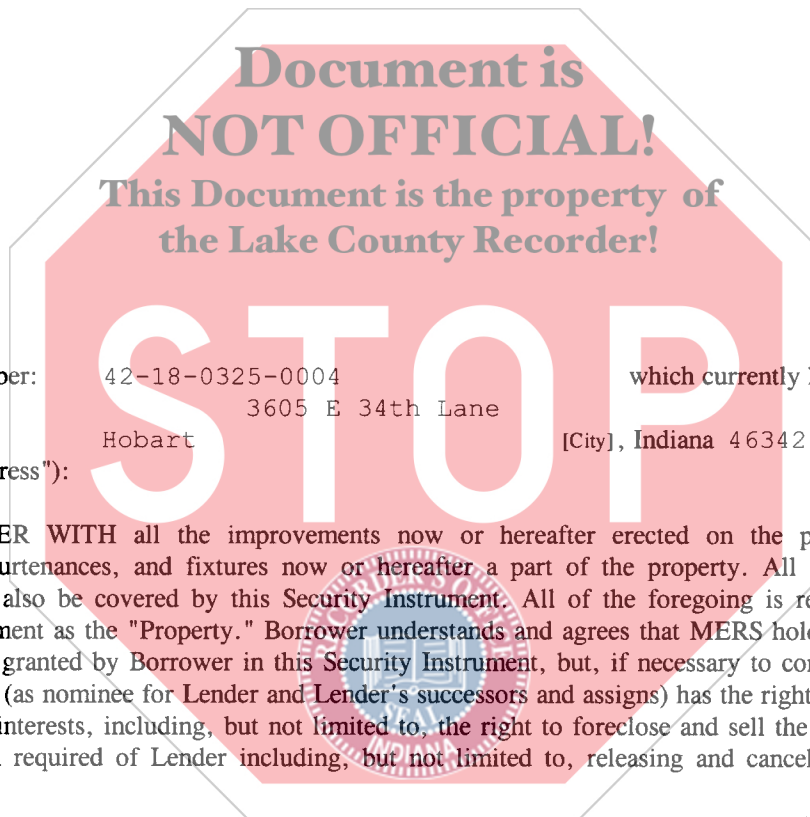 Document is
NOT OFFICIAL!
This Document is the property of
the Lake County Recorder!
STOP
ber: 42-18-0325-0004 which currently
3605 E 34th Lane
Hobart [City], Indiana 46342
ress"):
ER WITH all the improvements now or hereafter erected on the p
urtenances, and fixtures now or hereafter a part of the property. All
also be covered by this Security Instrument. All of the foregoing is re
ment as the "Property." Borrower understands and agrees that MERS hol
granted by Borrower in this Security Instrument, but, if necessary to co
(as nominee for Lender and Lender's successors and assigns) has the right
interests, including, but not limited to, the right to foreclose and sell the
required of Lender including, but not limited to, releasing and cancel
RECORDER'S OFFICE
SEAL
INDIANA